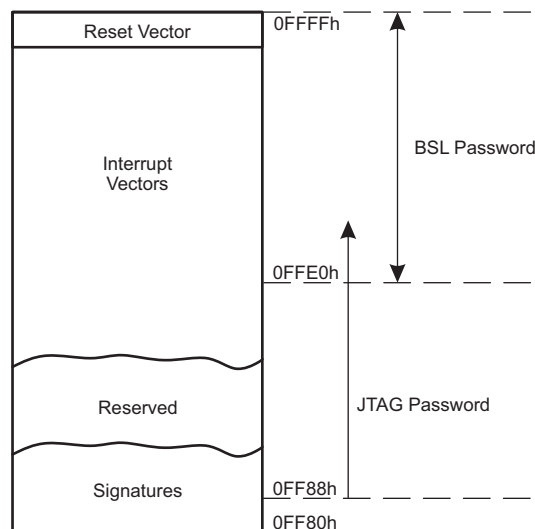 Reset Vector
0FFFFh
BSL Password
Interrupt
Vectors
0FFE0h
Reserved
JTAG Password
Signatures
0FF88h
0FF80h